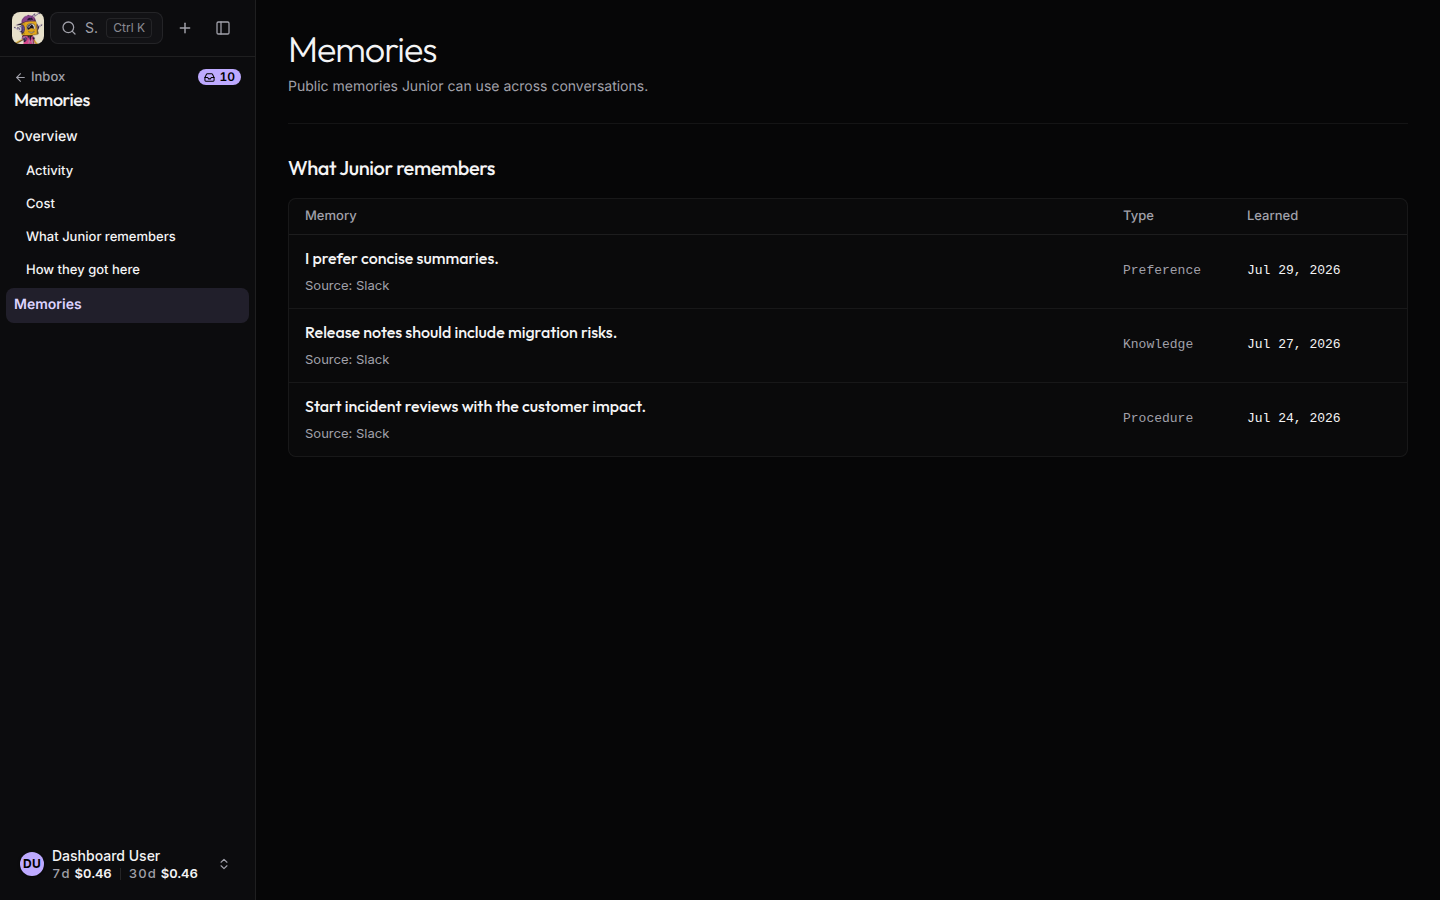 S. Ctrl K
Inbox 10
Memories
Overview
Activity
Cost
What Junior remembers
How they got here
Memories
Dashboard User
DU
7d $0.46 30d $0.46
Memories
Public memories Junior can use across conversations.
What Junior remembers
Memory Type Learned
I prefer concise summaries.
Source: Slack
Preference Jul 29, 2026
Release notes should include migration risks.
Source: Slack
Knowledge Jul 27, 2026
Start incident reviews with the customer impact.
Source: Slack
Procedure Jul 24, 2026